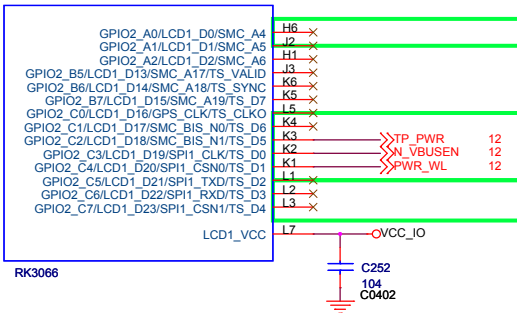 GPIO2_A0/LCD1_D0/SMC_A4 H6
GPIO2_A1/LCD1_D1/SMC_A5 J2
GPIO2_A2/LCD1_D2/SMC_A6 H1
GPIO2_B5/LCD1_D13/SMC_A17/TS_VALID J3
GPIO2_B6/LCD1_D14/SMC_A18/TS_SYNC K6
GPIO2_B7/LCD1_D15/SMC_A19/TS_D7 K5
GPIO2_C0/LCD1_D16/GPS_CLK/TS_CLKO L5
GPIO2_C1/LCD1_D17/SMC_BIS_N0/TS_D6 K4
GPIO2_C2/LCD1_D18/SMC_BIS_N1/TS_D5 K3 TP_PWR 12
GPIO2_C3/LCD1_D19/SPI1_CLK/TS_D0 K2 N_VBUSEN 12
GPIO2_C4/LCD1_D20/SPI1_CSN0/TS_D1 K1 PWR_WL 12
GPIO2_C5/LCD1_D21/SPI1_TXD/TS_D2 L1
GPIO2_C6/LCD1_D22/SPI1_RXD/TS_D3 L2
GPIO2_C7/LCD1_D23/SPI1_CSN1/TS_D4 L3
LCD1_VCC L7 VCC_IO
RK3066
C252
104
C0402